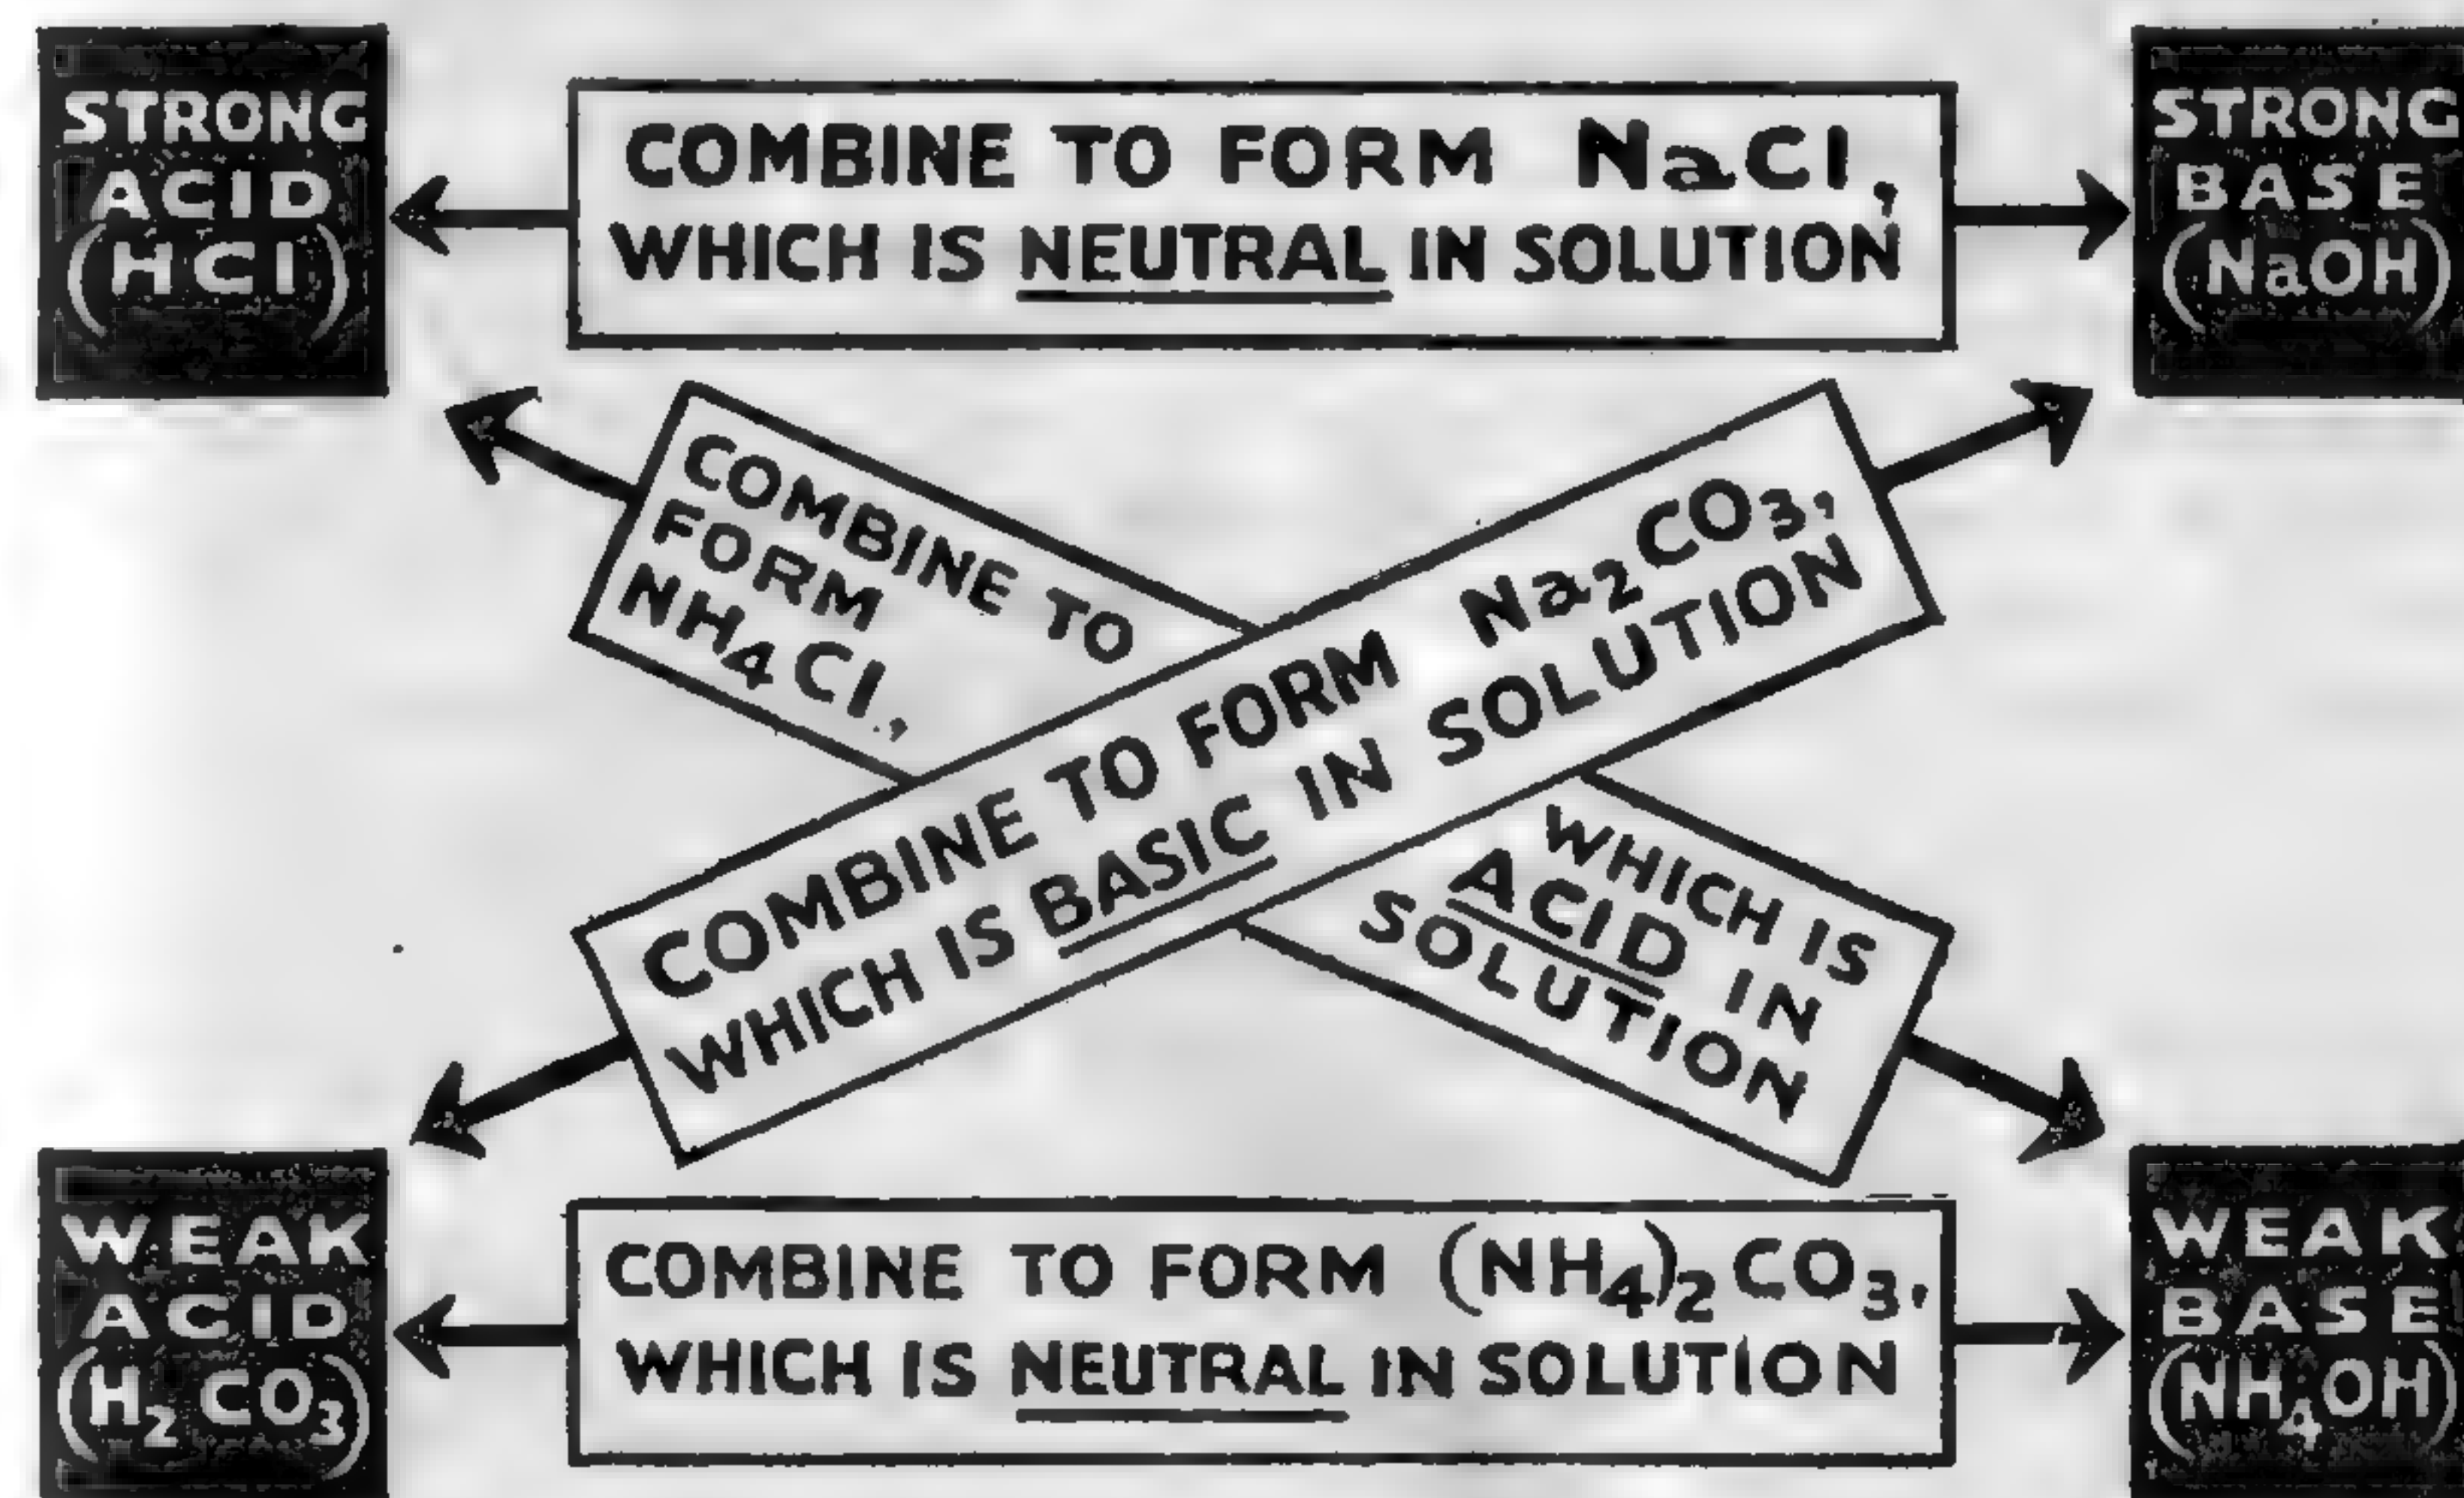 STRONG
ACID
(HCl)
COMBINE TO FORM NaCl,
WHICH IS NEUTRAL IN SOLUTION
STRONG
BASE
(NaOH)
COMBINE TO
FORM
NH₄Cl,
WHICH IS
ACID IN
SOLUTION
COMBINE TO FORM Na₂CO₃,
WHICH IS BASIC IN SOLUTION
WEAK
ACID
(H₂CO₃)
COMBINE TO FORM (NH₄)₂CO₃,
WHICH IS NEUTRAL IN SOLUTION
WEAK
BASE
(NH₄OH)